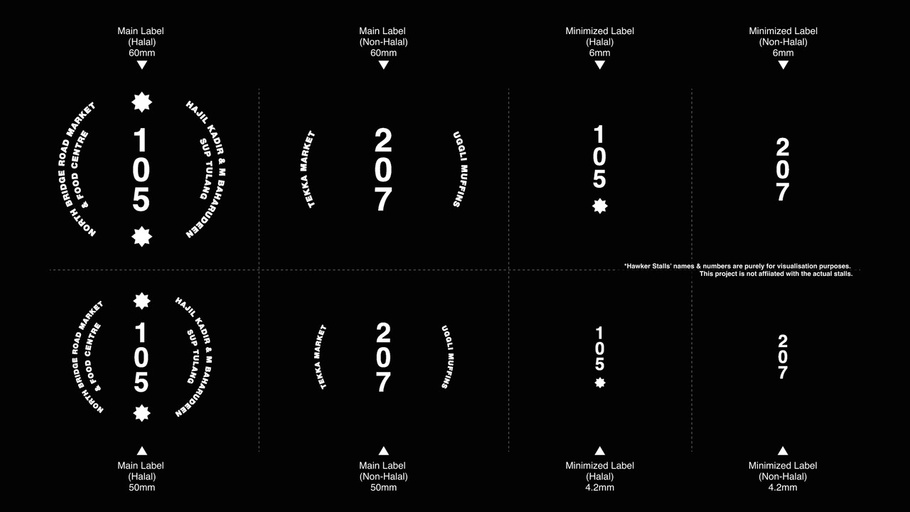 Main Label
(Halal)
60mm
Main Label
(Non-Halal)
60mm
Minimized Label
(Halal)
6mm
Minimized Label
(Non-Halal)
6mm
NORTH BRIDGE ROAD MARKET
& FOOD CENTRE
105
HAJIL KADIR & M BAHARUDEEN
SUP TULANG
TEKKA MARKET
207
UGGLI MUFFINS
105
207
*Hawker Stalls' names & numbers are purely for visualisation purposes.
This project is not affliated with the actual stalls.
NORTH BRIDGE ROAD MARKET
& FOOD CENTRE
105
HAJIL KADIR & M BAHARUDEEN
SUP TULANG
TEKKA MARKET
207
UGGLI MUFFINS
105
207
Main Label
(Halal)
50mm
Main Label
(Non-Halal)
50mm
Minimized Label
(Halal)
4.2mm
Minimized Label
(Non-Halal)
4.2mm